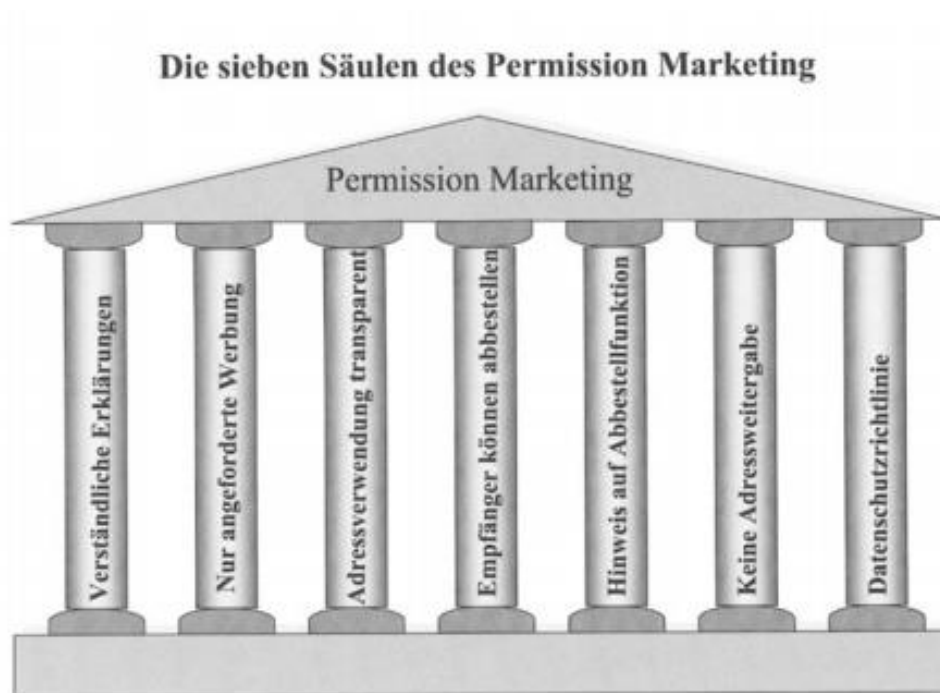 Die sieben Säulen des Permission Marketing
Permission Marketing
Verständliche Erklärungen
Nur angeforderte Werbung
Adressverwendung transparent
Empfänger können abbestellen
Hinweis auf Abbestellfunktion
Keine Adressweitergabe
Datenschutzrichtlinie